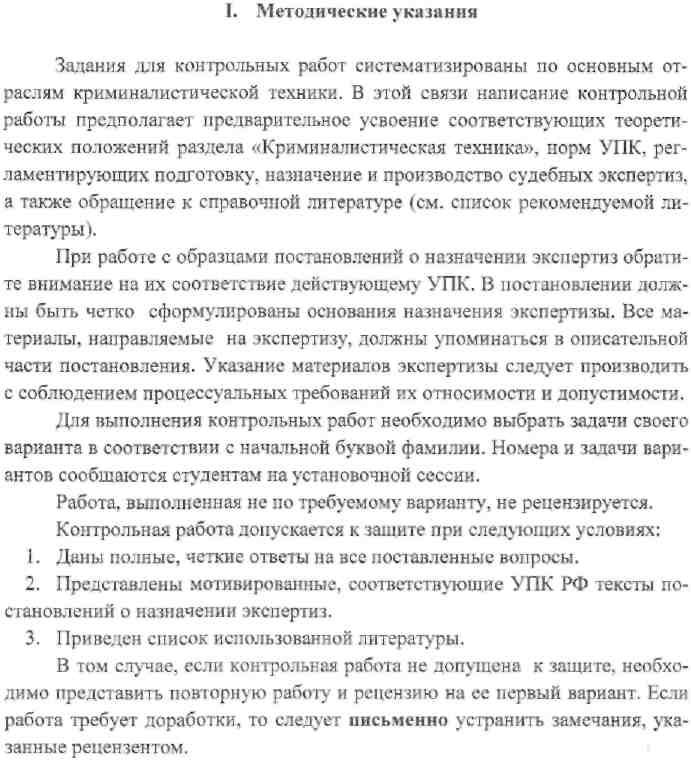 I. Методические указания
Задания для контрольных работ систематизированы по основным от-
раслям криминалистической техники. В этой связи написание контрольной
работы предполагает предварительное усвоение соответствующих теорети-
ческих положений раздела «Криминалистическая техника», норм УПК, рег-
ламентирующих подготовку, назначение и производство судебных экспертиз,
а также обращение к справочной литературе (см. список рекомендуемой ли-
тературы).
При работе с образцами постановлений о назначении экспертиз обрати-
те внимание на их соответствие действующему УПК. В постановлении долж-
ны быть четко сформулированы основания назначения экспертизы. Все ма-
териалы, направляемые на экспертизу, должны упоминаться в описательной
части постановления. Указание материалов экспертизы следует производить
с соблюдением процессуальных требований их относимости и допустимости.
Для выполнения контрольных работ необходимо выбрать задачи своего
варианта в соответствии с начальной буквой фамилии. Номера и задачи вари-
антов сообщаются студентам на установочной сессии.
Работа, выполненная не по требуемому варианту, не рецензируется.
Контрольная работа допускается к защите при следующих условиях:
1. Даны полные, четкие ответы на все поставленные вопросы.
2. Представлены мотивированные, соответствующие УПК РФ тексты по-
становлений о назначении экспертиз.
3. Приведен список использованной литературы.
В том случае, если контрольная работа не допущена к защите, необхо-
димо представить повторную работу и рецензию на ее первый вариант. Если
работа требует доработки, то следует письменно устранить замечания, ука-
занные рецензентом.